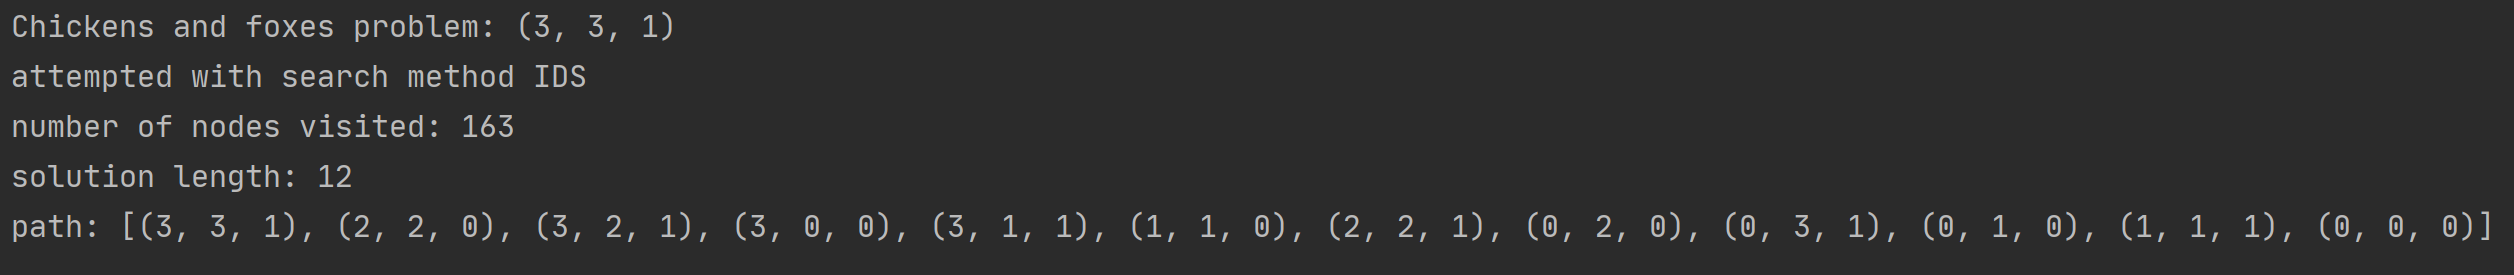 Chickens and foxes problem: (3, 3, 1)
attempted with search method IDS
number of nodes visited: 163
solution length: 12
path: [(3, 3, 1), (2, 2, 0), (3, 2, 1), (3, 0, 0), (3, 1, 1), (1, 1, 0), (2, 2, 1), (0, 2, 0), (0, 3, 1), (0, 1, 0), (1, 1, 1), (0, 0, 0)]